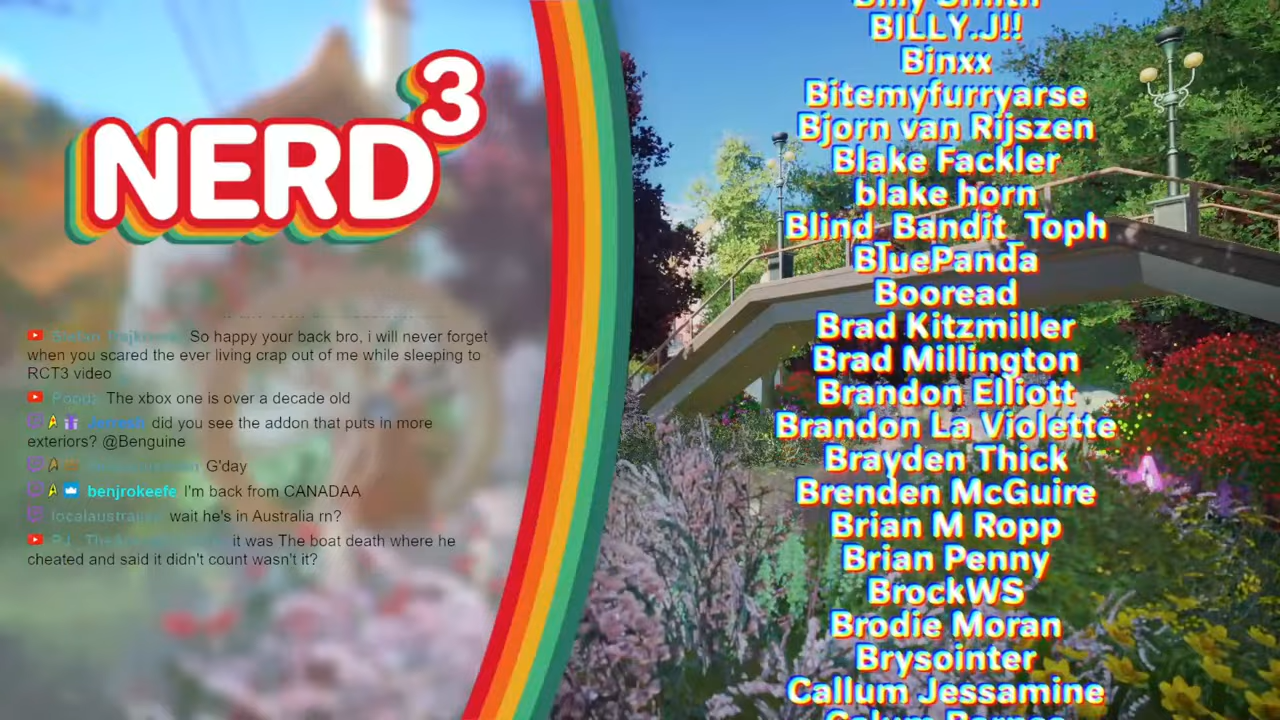 NERD³
So happy your back bro, i will never forget
when you scared the ever living crap out of me while sleeping to
RCT3 video
The xbox one is over a decade old
did you see the addon that puts in more
exteriors? @Benguine
G'day
benjrokeefe I'm back from CANADAA
wait he's in Australia rn?
it was The boat death where he
cheated and said it didn't count wasn't it?
Billy Smith
BILLY.J!!
Binxx
Bitemyfurryarse
Bjorn van Rijszen
Blake Fackler
blake horn
Blind_Bandit_Toph
BluePanda
Booread
Brad Kitzmiller
Brad Millington
Brandon Elliott
Brandon La Violette
Brayden Thick
Brenden McGuire
Brian M Ropp
Brian Penny
BrockWS
Brodie Moran
Brysointer
Callum Jessamine